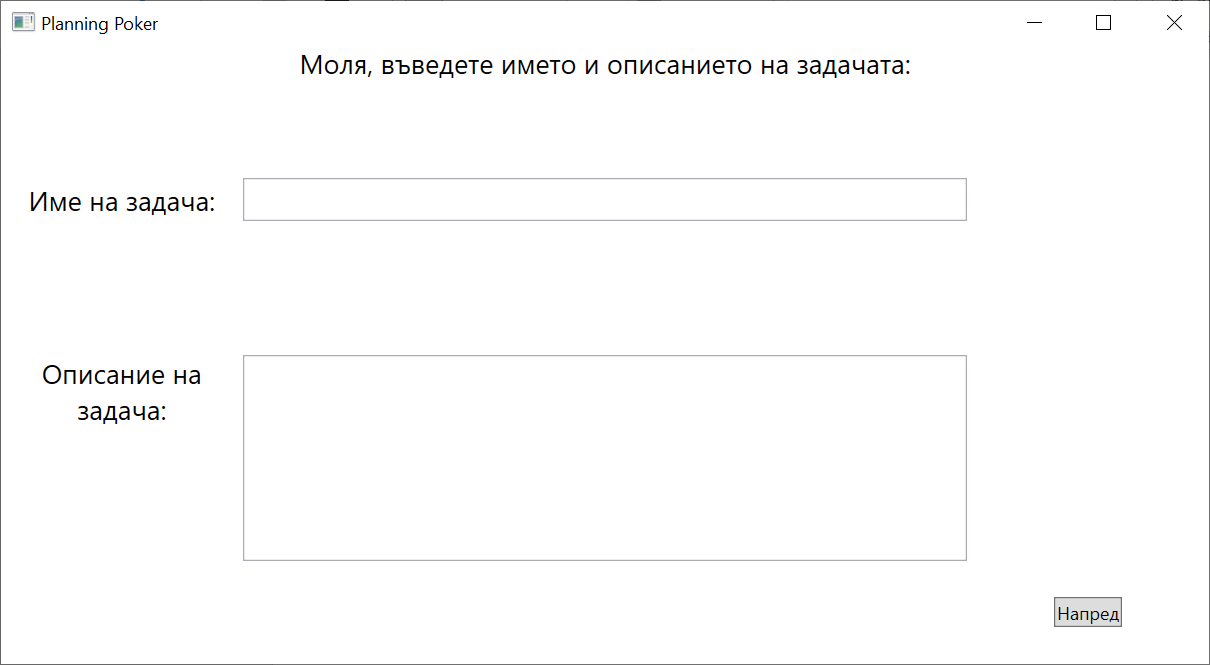 Planning Poker
Моля, въведете името и описанието на задачата:
Име на задача:
Описание на
задача:
Напред